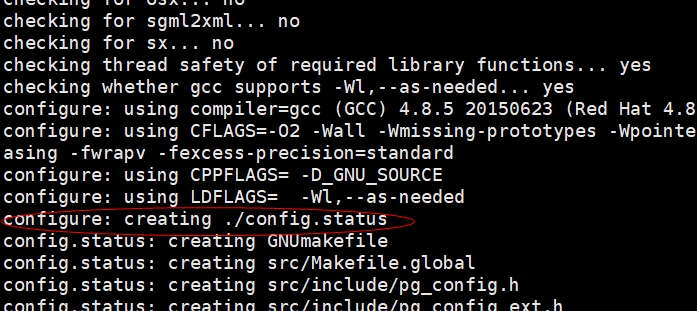 checking for osx... no
checking for sgml2xml... no
checking for sx... no
checking thread safety of required library functions... yes
checking whether gcc supports -Wl,--as-needed... yes
configure: using compiler=gcc (GCC) 4.8.5 20150623 (Red Hat 4.8
configure: using CFLAGS=-O2 -Wall -Wmissing-prototypes -Wpointe
asing -fwrapv -fexcess-precision=standard
configure: using CPPFLAGS= -D_GNU_SOURCE
configure: using LDFLAGS=  -Wl,--as-needed
configure: creating ./config.status
config.status: creating GNUmakefile
config.status: creating src/Makefile.global
config.status: creating src/include/pg_config.h
config.status: creating src/include/pg_config_ext.h